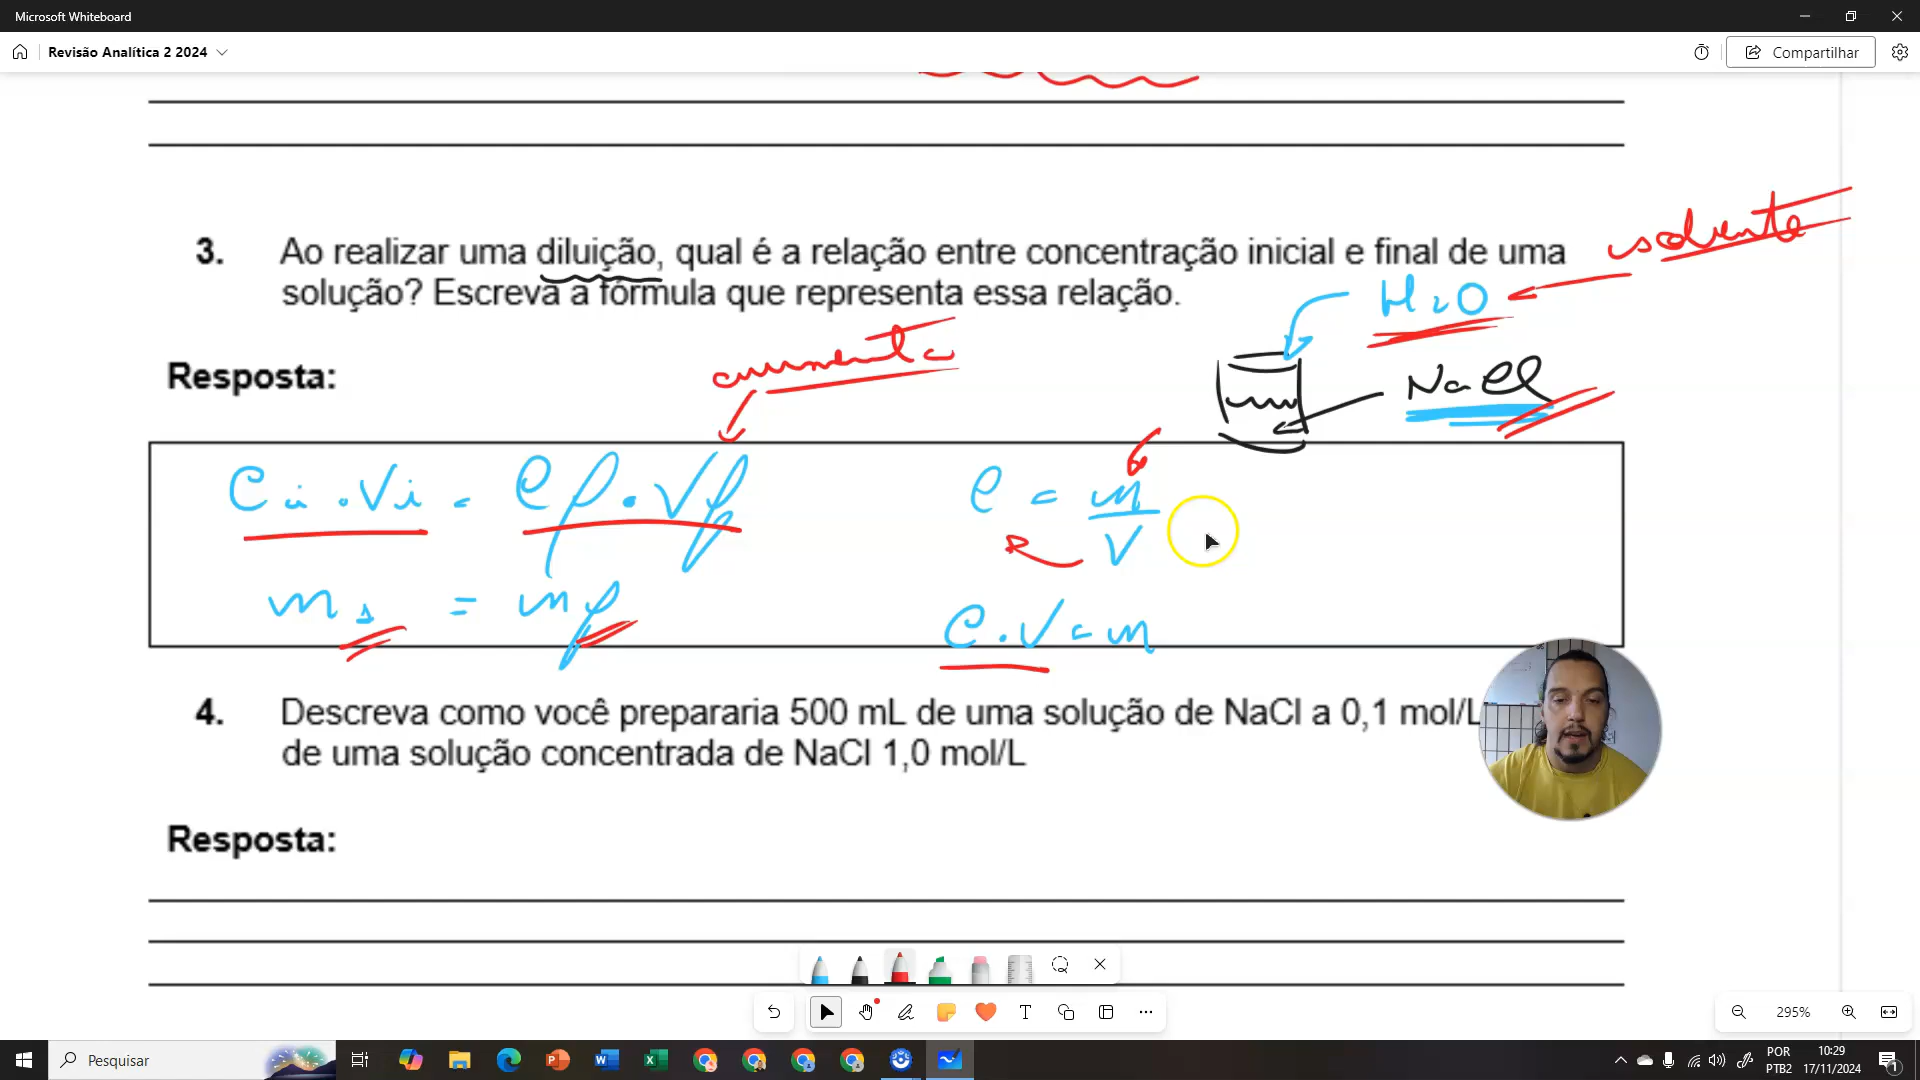 Microsoft Whiteboard
Revisão Analítica 2 2024
Compartilhar
3. Ao realizar uma diluição, qual é a relação entre concentração inicial e final de uma
solução? Escreva a fórmula que representa essa relação.
solvente
H2O
aumenta
Resposta:
NaCl
Ci . Vi = Cf . Vf
C = m
V
ms = mf
C . V = m
4. Descreva como você prepararia 500 mL de uma solução de NaCl a 0,1 mol/L
de uma solução concentrada de NaCl 1,0 mol/L
Resposta:
295%
Pesquisar
POR
PTB2
10:29
17/11/2024
1